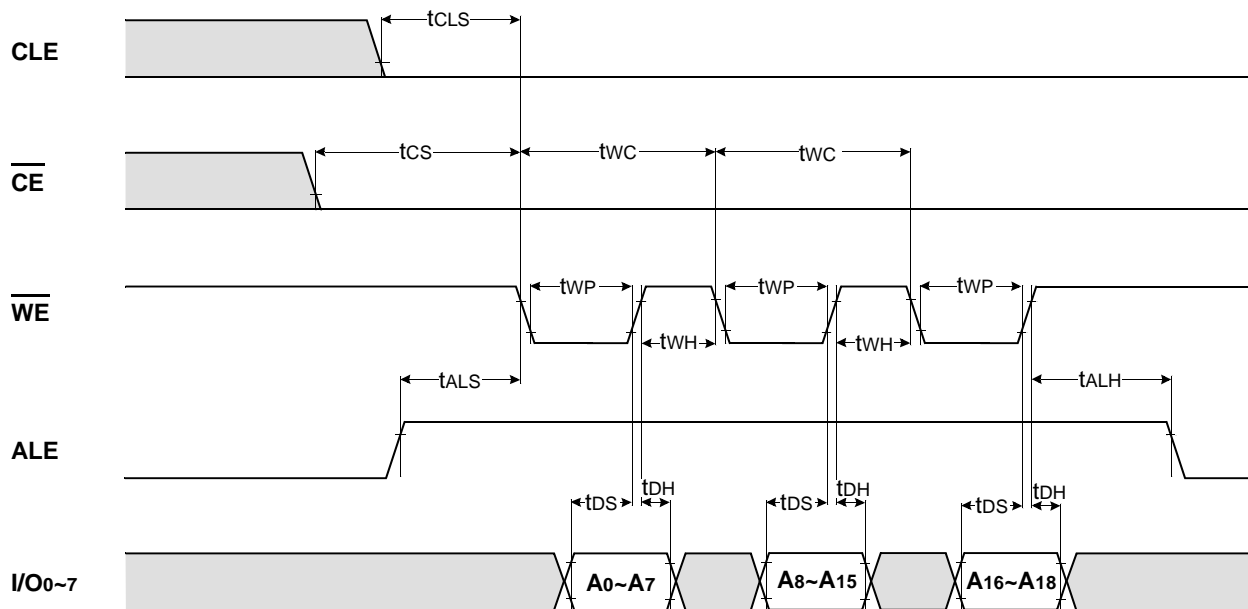 tCLS
CLE
tCS tWC tWC
CE
tWP tWP tWP
WE
tWH tWH
tALS tALH
ALE
tDS tDH tDS tDH tDS tDH
I/O0~7 A0~A7 A8~A15 A16~A18